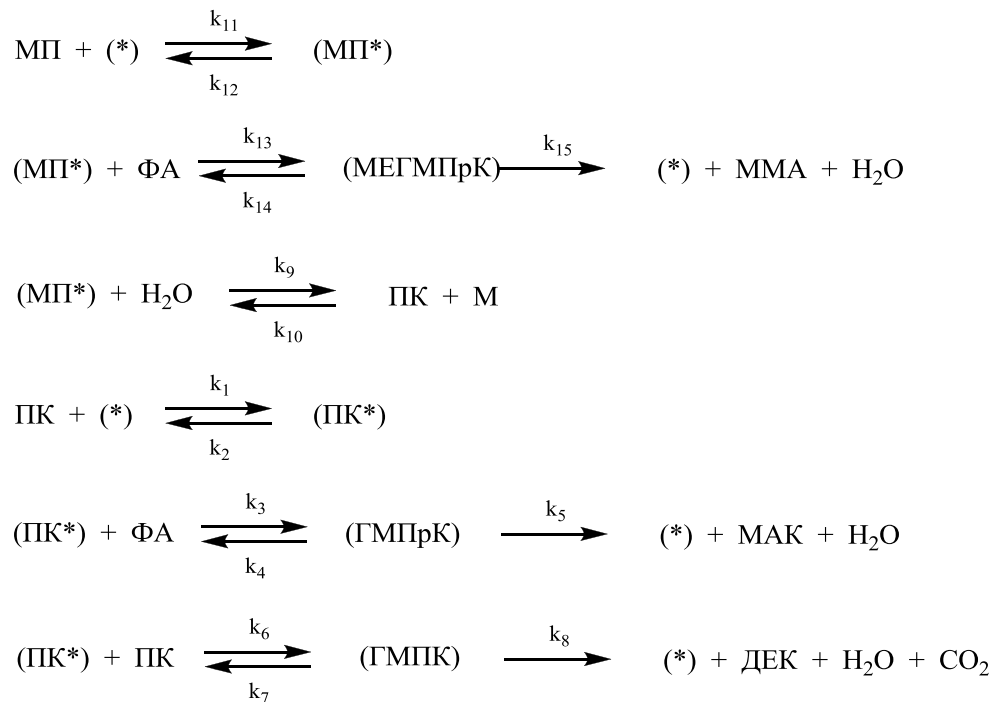 k11
МП + (*) (МП*)
k12
k13 k15
(МП*) + ФА (МЕГМПрК) (*) + ММА + H2O
k14
k9
(МП*) + H2O ПК + М
k10
k1
ПК + (*) (ПК*)
k2
k3 k5
(ПК*) + ФА (ГМПрК) (*) + МАК + H2O
k4
k6 k8
(ПК*) + ПК (ГМПК) (*) + ДЕК + H2O + CO2
k7